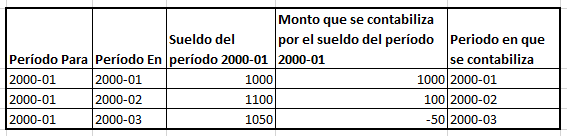 Período Para Período En Sueldo del período 2000-01 Monto que se contabiliza por el sueldo del período 2000-01 Periodo en que se contabiliza
2000-01 2000-01 1000 1000 2000-01
2000-01 2000-02 1100 100 2000-02
2000-01 2000-03 1050 -50 2000-03